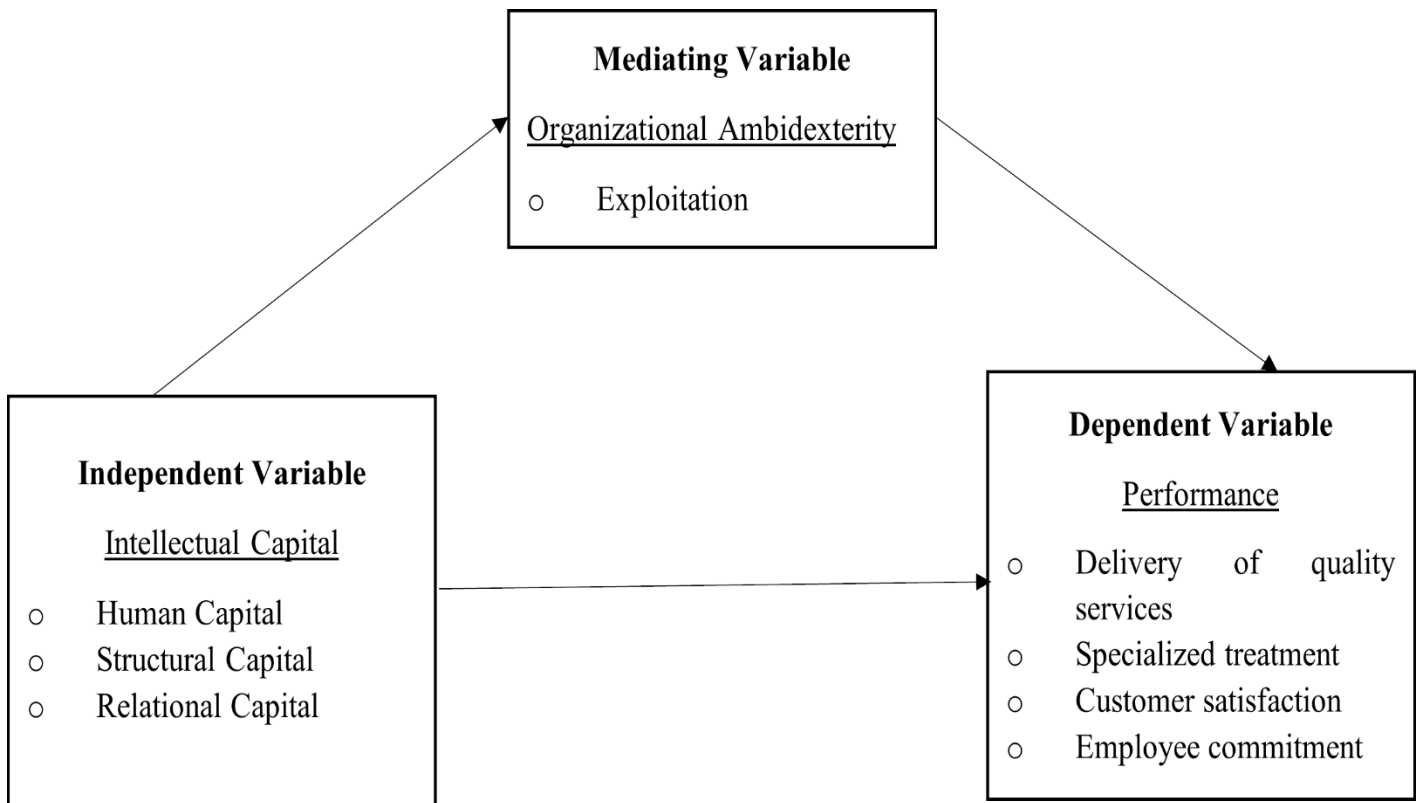 Mediating Variable
Organizational Ambidexterity
○ Exploitation
Independent Variable
Intellectual Capital
○ Human Capital
○ Structural Capital
○ Relational Capital
Dependent Variable
Performance
○ Delivery of quality
services
○ Specialized treatment
○ Customer satisfaction
○ Employee commitment